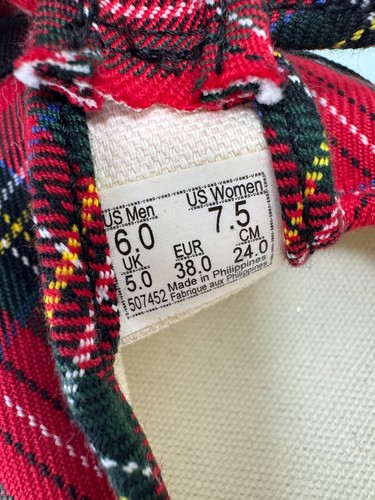 VANS-VANS-VANS-VANS-VANS
US Men US Women
6.0 7.5
UK EUR CM.
5.0 38.0 24.0
507452 Made in Philippines
Fabrique aux Philippines